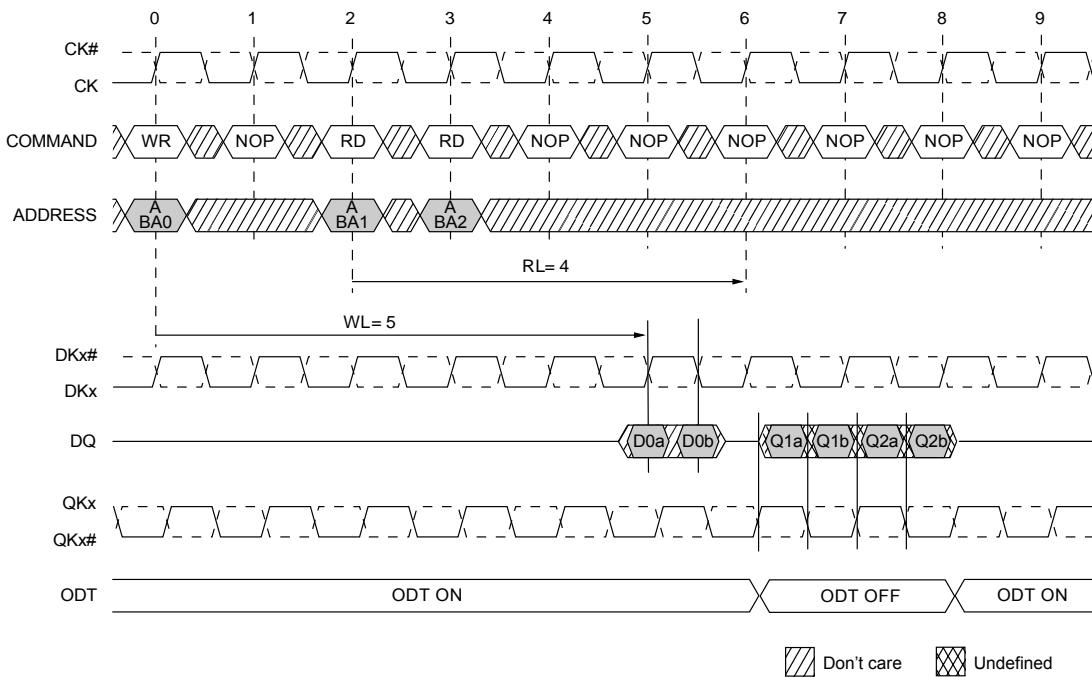 0 1 2 3 4 5 6 7 8 9
CK#
CK
COMMAND WR NOP RD RD NOP NOP NOP NOP NOP NOP
ADDRESS A BA0 A BA1 A BA2
RL= 4
WL= 5
DKx#
DKx
DQ D0a D0b Q1a Q1b Q2a Q2b
QKx
QKx#
ODT ODT ON ODT OFF ODT ON
Don't care Undefined